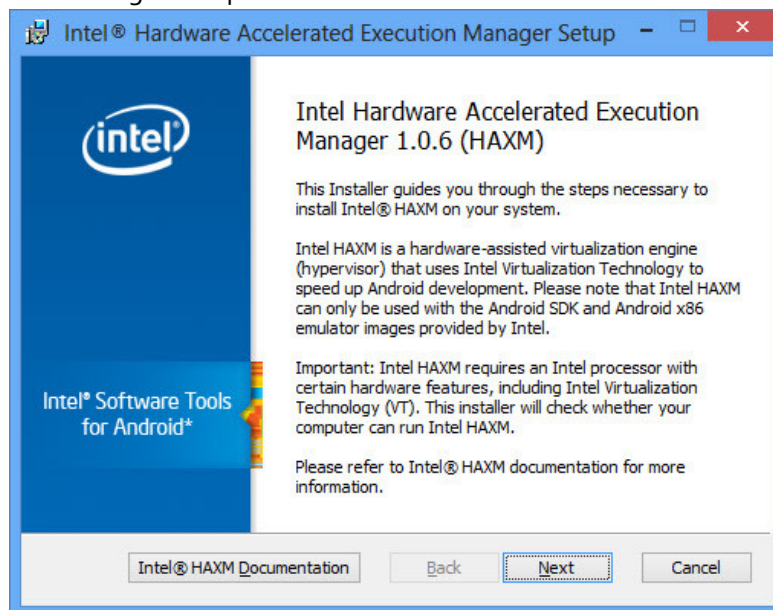 Intel® Hardware Accelerated Execution Manager Setup
intel
Intel Hardware Accelerated Execution
Manager 1.0.6 (HAXM)
This Installer guides you through the steps necessary to
install Intel® HAXM on your system.
Intel HAXM is a hardware-assisted virtualization engine
(hypervisor) that uses Intel Virtualization Technology to
speed up Android development. Please note that Intel HAXM
can only be used with the Android SDK and Android x86
emulator images provided by Intel.
Important: Intel HAXM requires an Intel processor with
certain hardware features, including Intel Virtualization
Technology (VT). This installer will check whether your
computer can run Intel HAXM.
Please refer to Intel® HAXM documentation for more
information.
Intel® Software Tools
for Android*
Intel® HAXM Documentation
Back
Next
Cancel